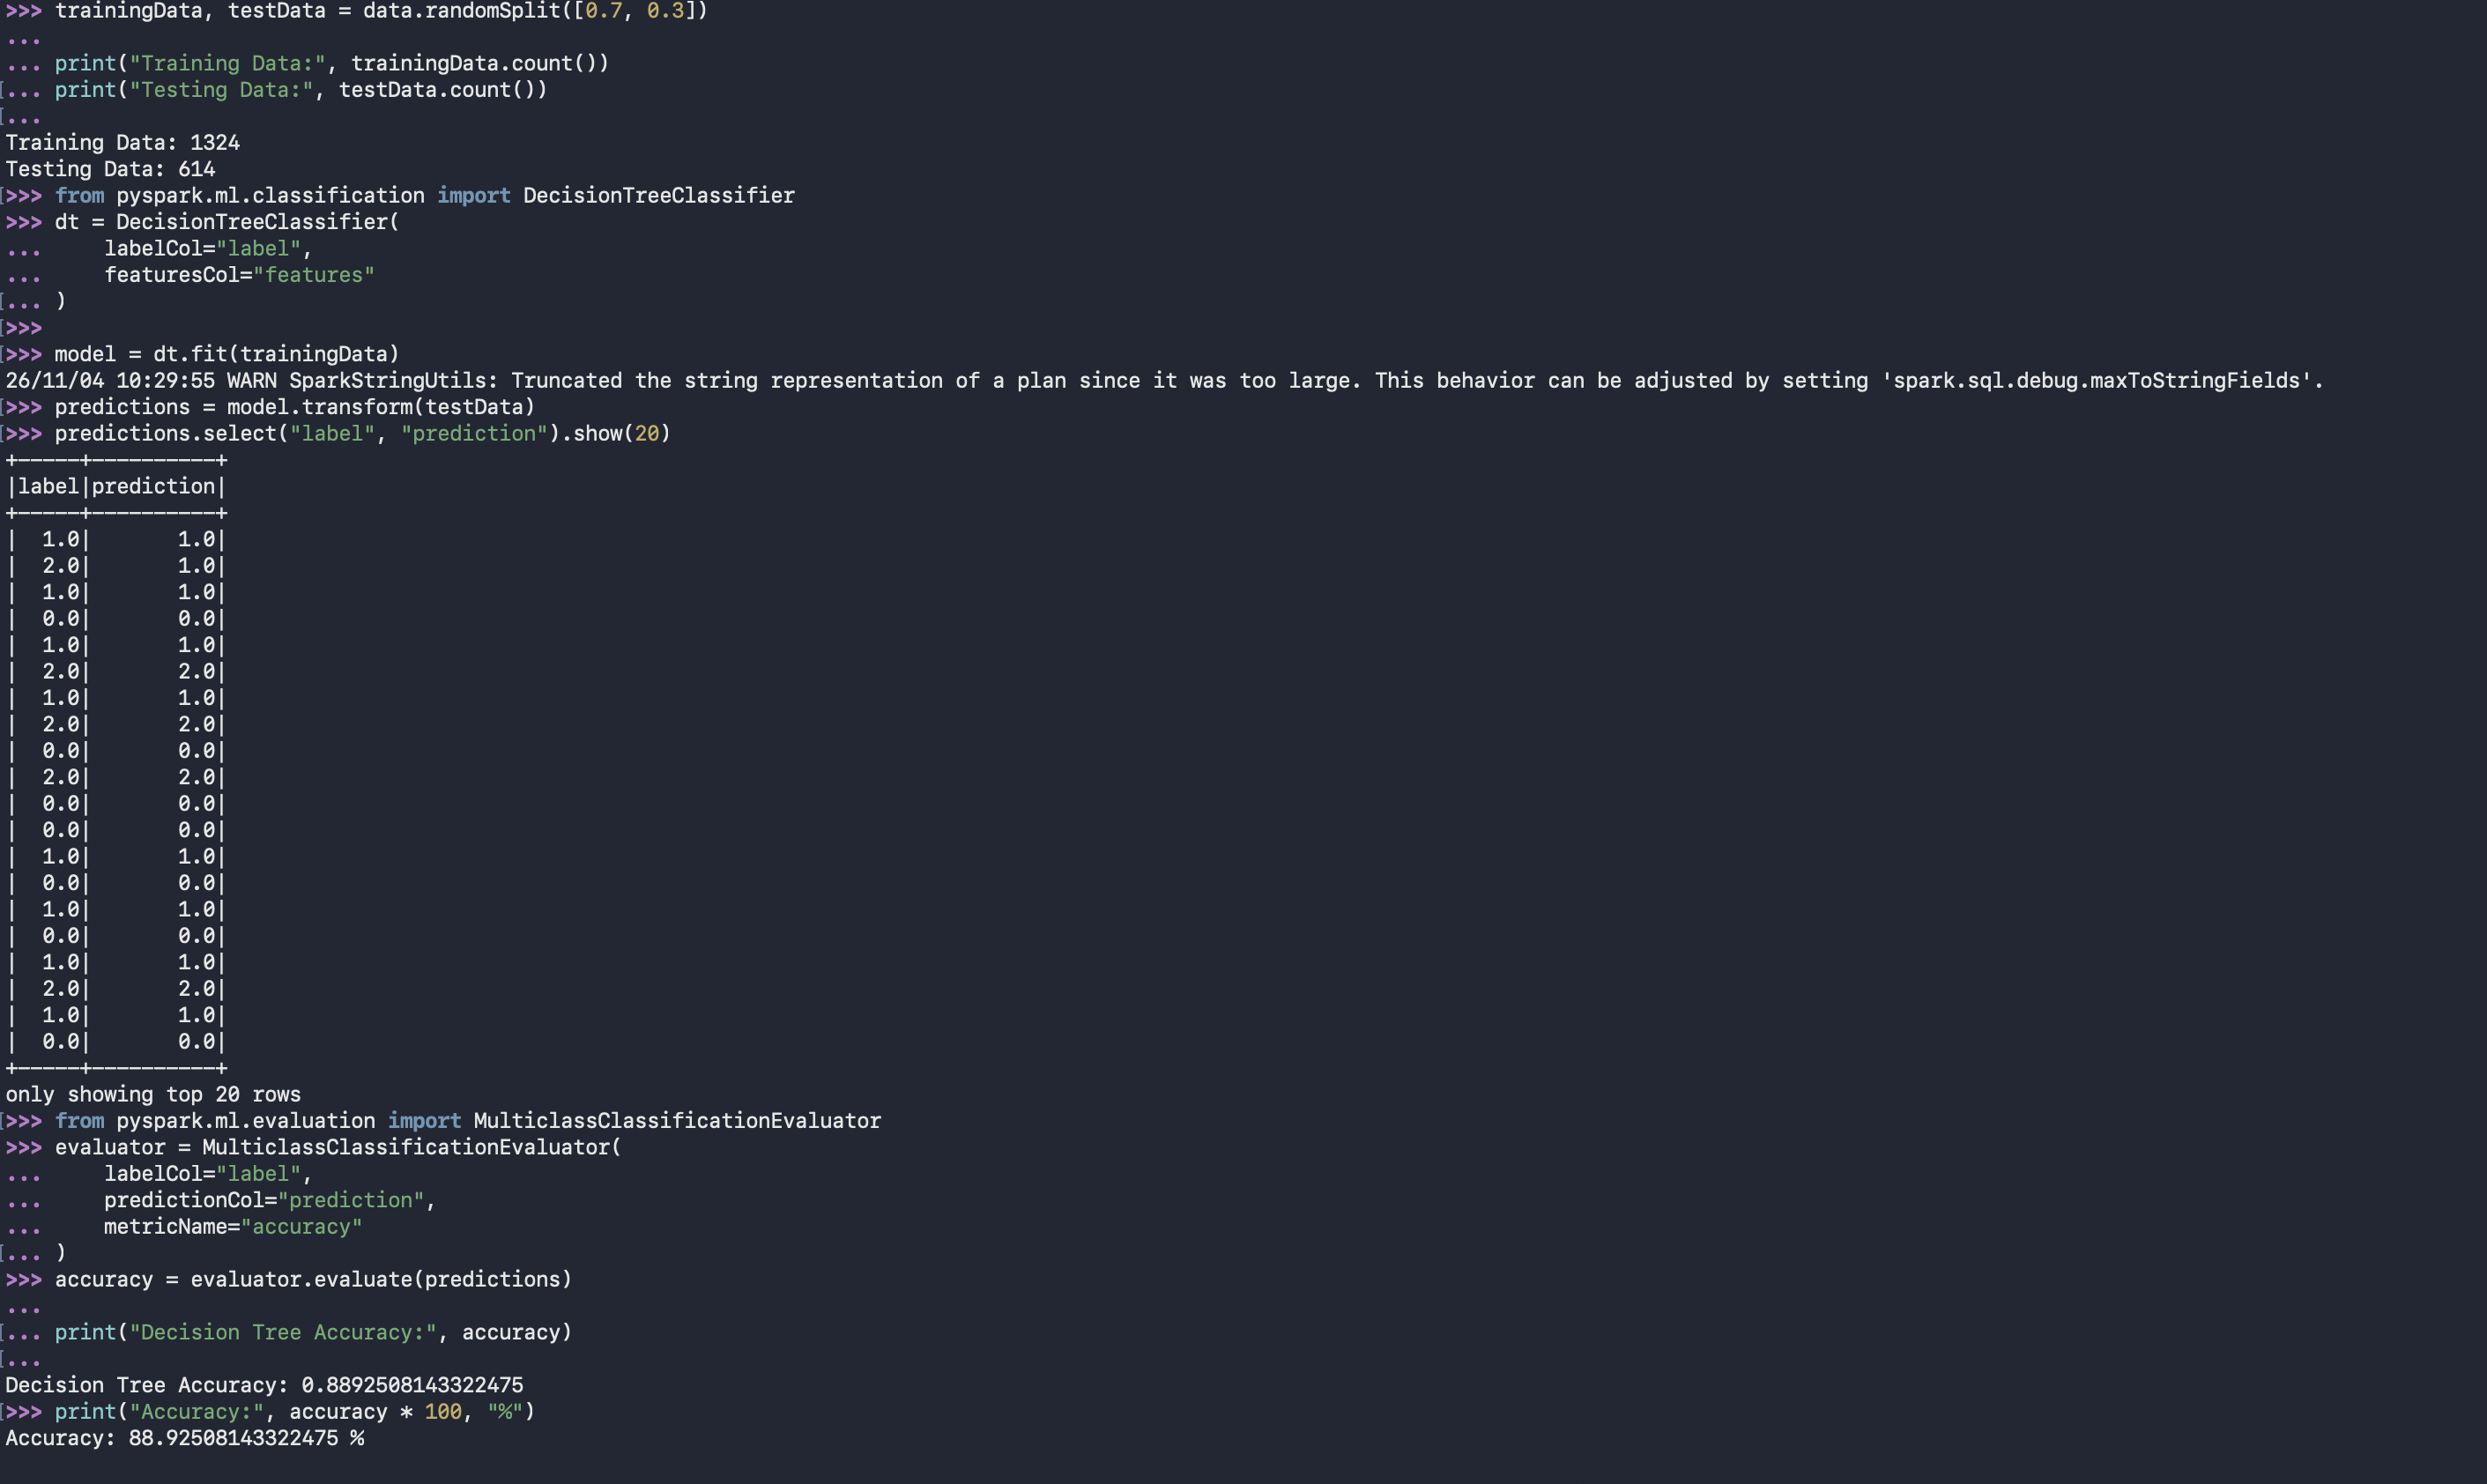 >>> trainingData, testData = data.randomSplit([0.7, 0.3])
...
... print("Training Data:", trainingData.count())
[... print("Testing Data:", testData.count())
[...
Training Data: 1324
Testing Data: 614
[>>> from pyspark.ml.classification import DecisionTreeClassifier
>>> dt = DecisionTreeClassifier(
...     labelCol="label",
...     featuresCol="features"
[... )
[>>>
[>>> model = dt.fit(trainingData)
26/11/04 10:29:55 WARN SparkStringUtils: Truncated the string representation of a plan since it was too large. This behavior can be adjusted by setting 'spark.sql.debug.maxToStringFields'.
[>>> predictions = model.transform(testData)
[>>> predictions.select("label", "prediction").show(20)
+-----+----------+
|label|prediction|
+-----+----------+
|  1.0|       1.0|
|  2.0|       1.0|
|  1.0|       1.0|
|  0.0|       0.0|
|  1.0|       1.0|
|  2.0|       2.0|
|  1.0|       1.0|
|  2.0|       2.0|
|  0.0|       0.0|
|  2.0|       2.0|
|  0.0|       0.0|
|  0.0|       0.0|
|  1.0|       1.0|
|  0.0|       0.0|
|  1.0|       1.0|
|  0.0|       0.0|
|  1.0|       1.0|
|  2.0|       2.0|
|  1.0|       1.0|
|  0.0|       0.0|
+-----+----------+
only showing top 20 rows
[>>> from pyspark.ml.evaluation import MulticlassClassificationEvaluator
>>> evaluator = MulticlassClassificationEvaluator(
...     labelCol="label",
...     predictionCol="prediction",
...     metricName="accuracy"
[... )
>>> accuracy = evaluator.evaluate(predictions)
...
[... print("Decision Tree Accuracy:", accuracy)
[...
Decision Tree Accuracy: 0.8892508143322475
[>>> print("Accuracy:", accuracy * 100, "%")
Accuracy: 88.92508143322475 %